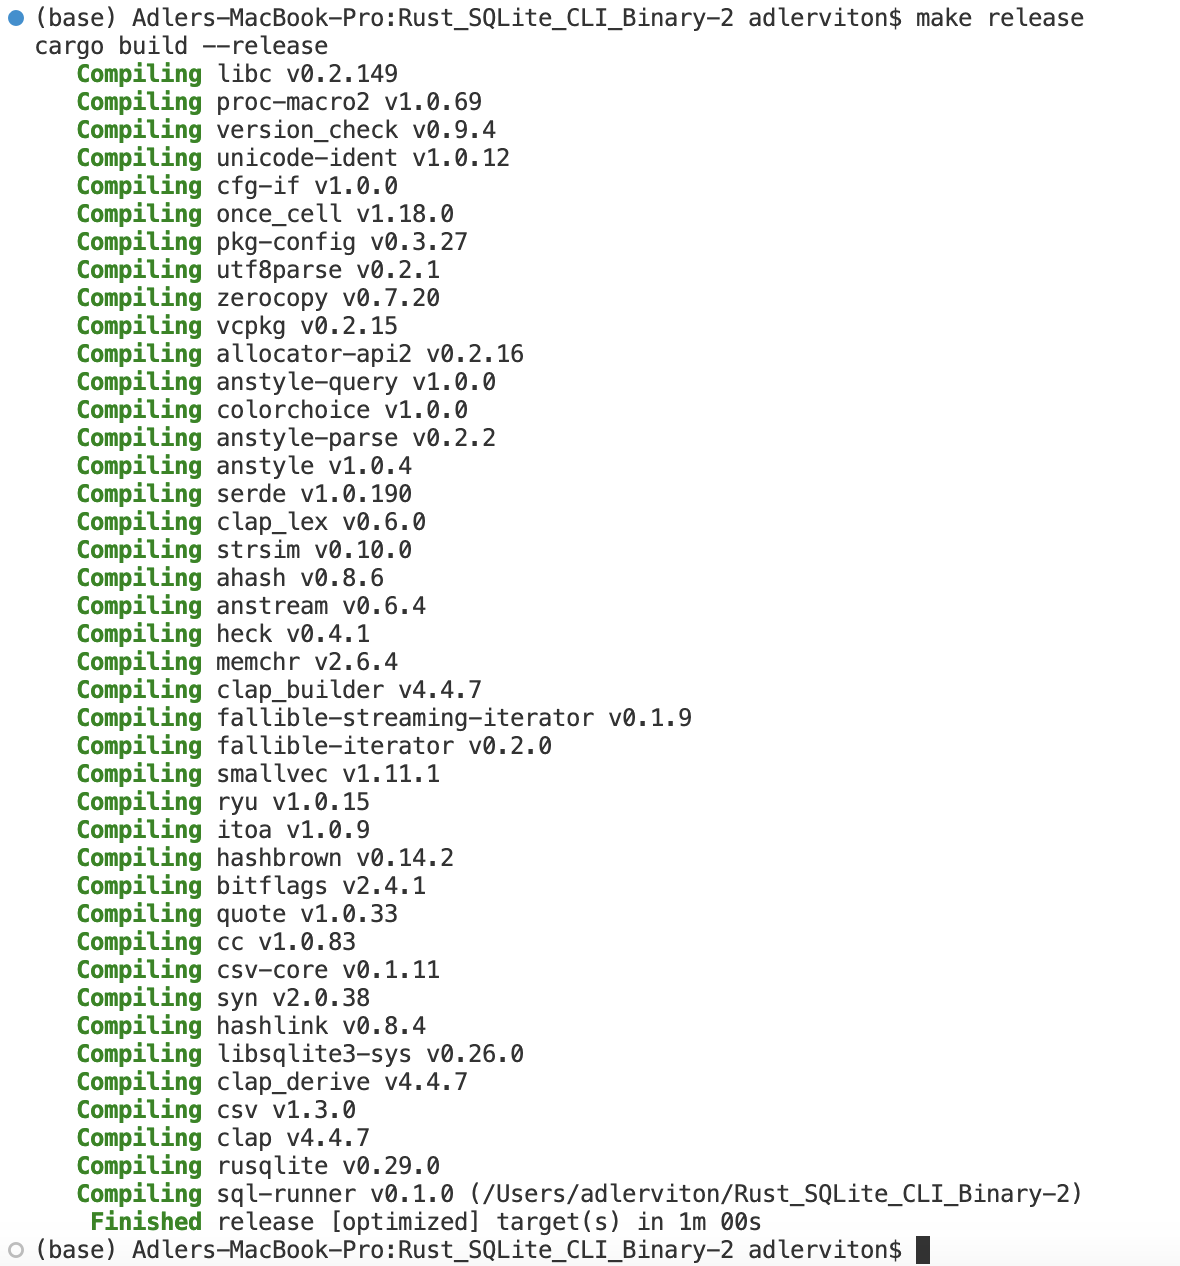 (base) Adlers-MacBook-Pro:Rust_SQLite_CLI_Binary-2 adlerviton$ make release
cargo build --release
Compiling libc v0.2.149
Compiling proc-macro2 v1.0.69
Compiling version_check v0.9.4
Compiling unicode-ident v1.0.12
Compiling cfg-if v1.0.0
Compiling once_cell v1.18.0
Compiling pkg-config v0.3.27
Compiling utf8parse v0.2.1
Compiling zerocopy v0.7.20
Compiling vcpkg v0.2.15
Compiling allocator-api2 v0.2.16
Compiling anstyle-query v1.0.0
Compiling colorchoice v1.0.0
Compiling anstyle-parse v0.2.2
Compiling anstyle v1.0.4
Compiling serde v1.0.190
Compiling clap_lex v0.6.0
Compiling strsim v0.10.0
Compiling ahash v0.8.6
Compiling anstream v0.6.4
Compiling heck v0.4.1
Compiling memchr v2.6.4
Compiling clap_builder v4.4.7
Compiling fallible-streaming-iterator v0.1.9
Compiling fallible-iterator v0.2.0
Compiling smallvec v1.11.1
Compiling ryu v1.0.15
Compiling itoa v1.0.9
Compiling hashbrown v0.14.2
Compiling bitflags v2.4.1
Compiling quote v1.0.33
Compiling cc v1.0.83
Compiling csv-core v0.1.11
Compiling syn v2.0.38
Compiling hashlink v0.8.4
Compiling libsqlite3-sys v0.26.0
Compiling clap_derive v4.4.7
Compiling csv v1.3.0
Compiling clap v4.4.7
Compiling rusqlite v0.29.0
Compiling sql-runner v0.1.0 (/Users/adlerviton/Rust_SQLite_CLI_Binary-2)
Finished release [optimized] target(s) in 1m 00s
(base) Adlers-MacBook-Pro:Rust_SQLite_CLI_Binary-2 adlerviton$